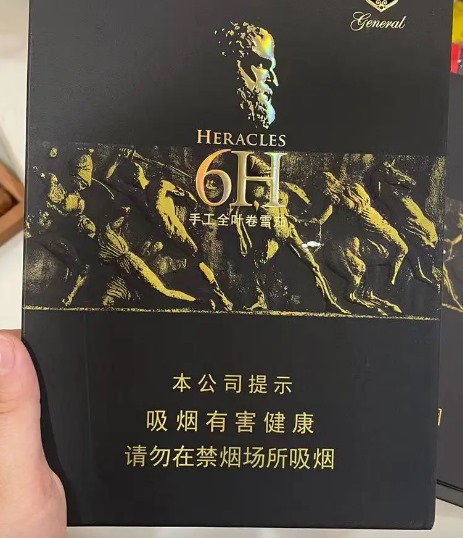 General
HERACLES
6H
手工全叶卷雪茄
本公司提示
吸烟有害健康
请勿在禁烟场所吸烟